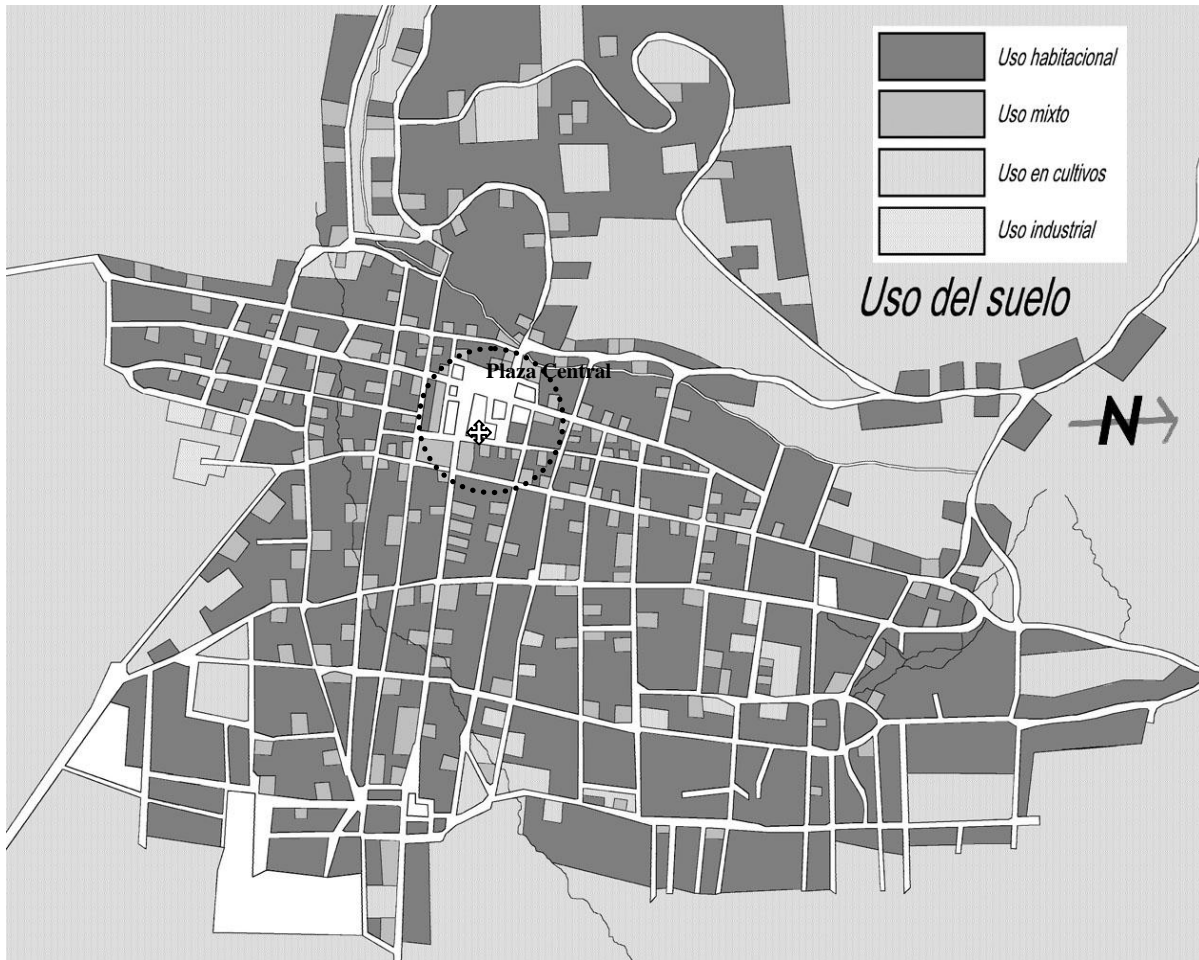 Uso habitacional
Uso mixto
Uso en cultivos
Uso industrial
Uso del suelo
Plaza Central
N